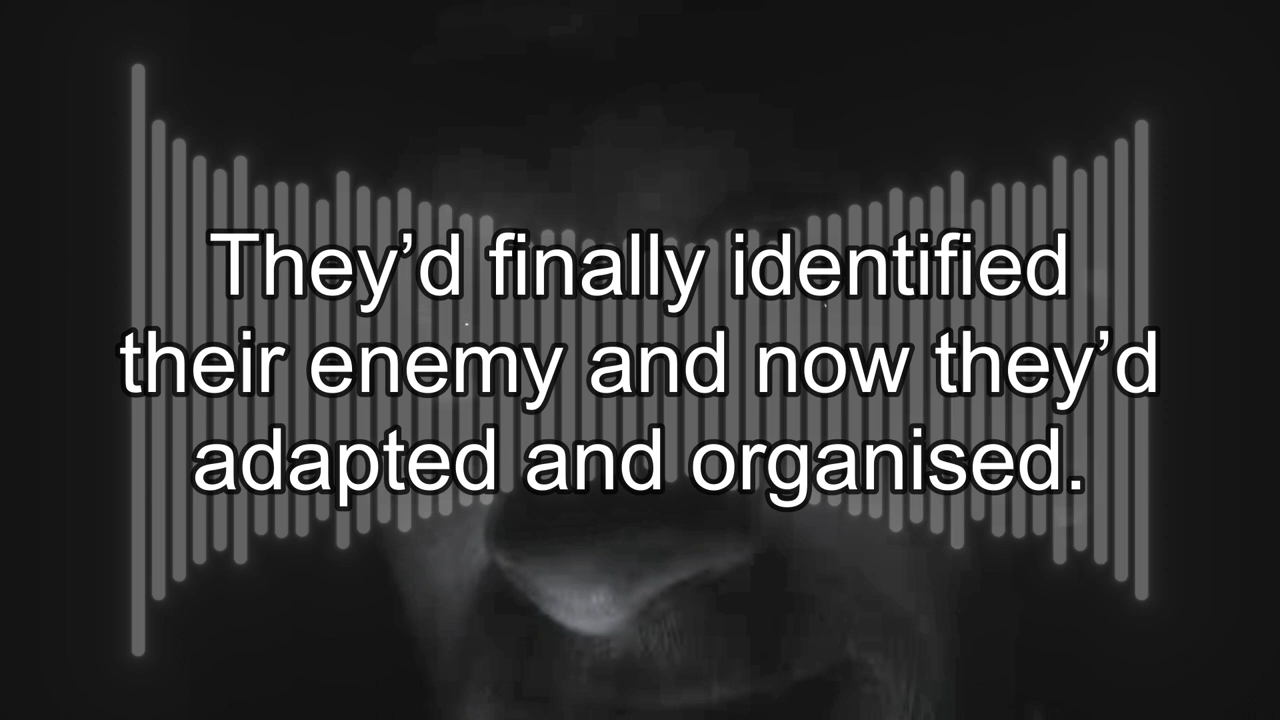 They’d finally identified
their enemy and now they’d
adapted and organised.